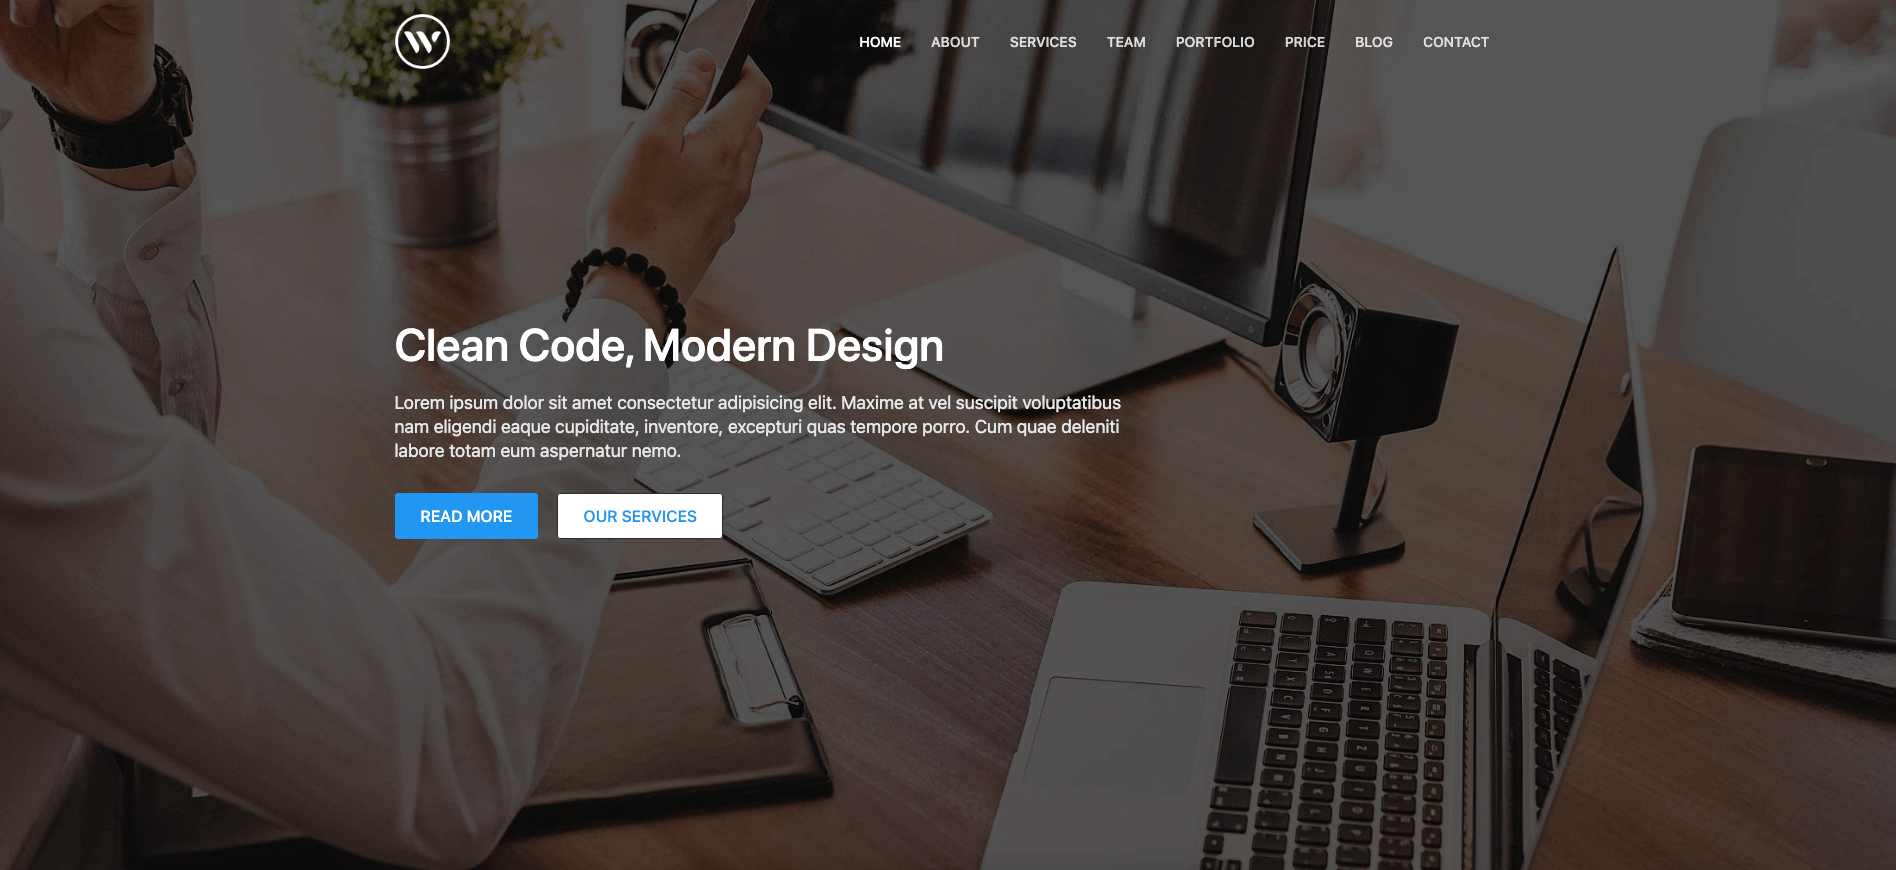 HOME ABOUT SERVICES TEAM PORTFOLIO PRICE BLOG CONTACT
Clean Code, Modern Design
Lorem ipsum dolor sit amet consectetur adipisicing elit. Maxime at vel suscipit voluptatibus
nam eligendi eaque cupiditate, inventore, excepturi quas tempore porro. Cum quae deleniti
labore totam eum aspernatur nemo.
READ MORE OUR SERVICES